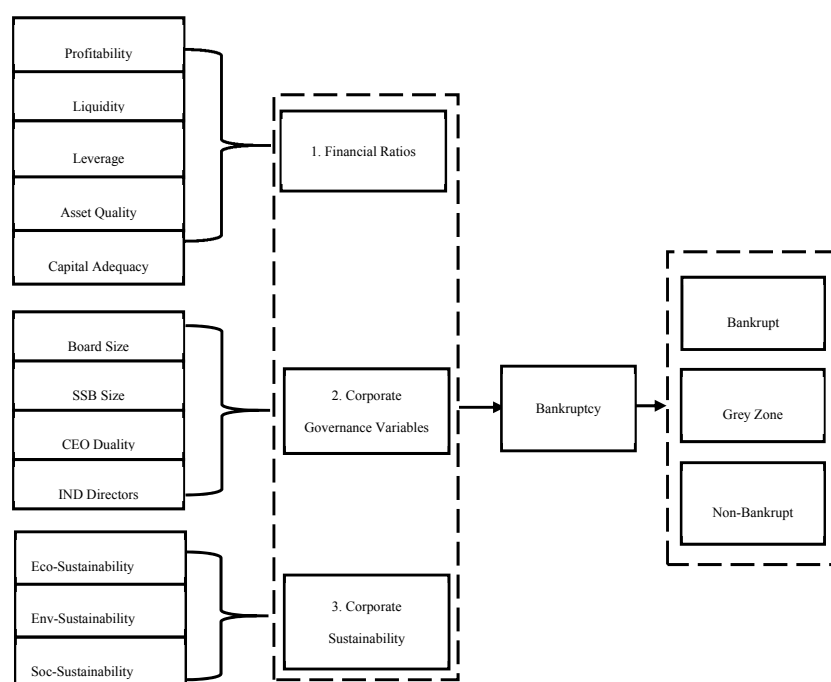 Profitability
Liquidity
Leverage
Asset Quality
Capital Adequacy
1. Financial Ratios
Board Size
SSB Size
CEO Duality
IND Directors
2. Corporate
Governance Variables
Eco-Sustainability
Env-Sustainability
Soc-Sustainability
3. Corporate
Sustainability
Bankruptcy
Bankrupt
Grey Zone
Non-Bankrupt